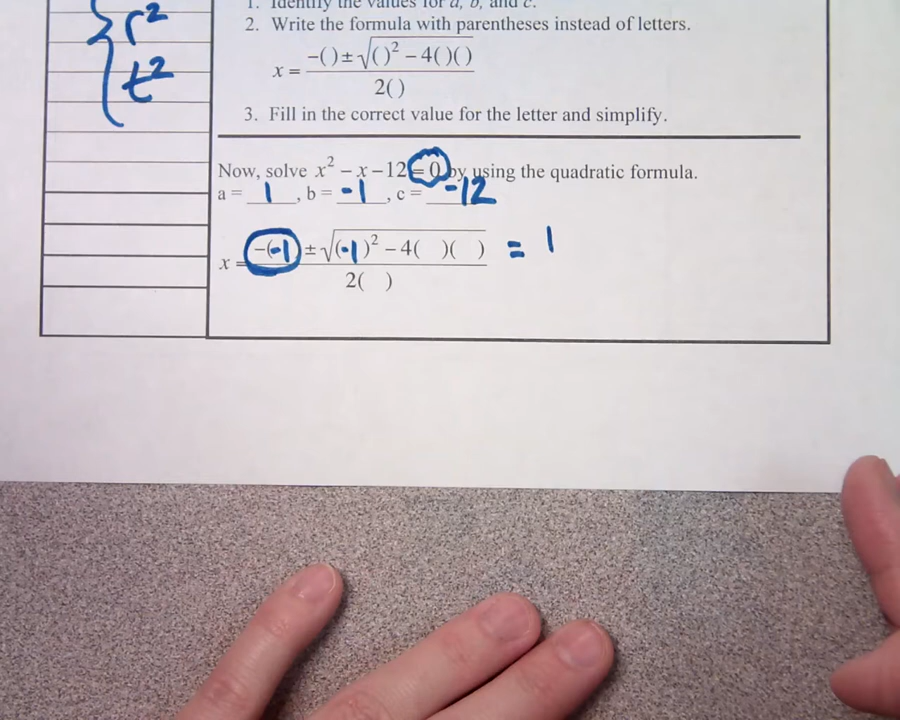 1. Identify the values for a, b, and c.
r²
2. Write the formula with parentheses instead of letters.
x = -()±√()² - 4()() / 2()
t²
3. Fill in the correct value for the letter and simplify.
Now, solve x² - x - 12 = 0 by using the quadratic formula.
a = 1, b = -1, c = -12
x = -(-1) ± √(-1)² - 4( )( ) / 2( ) = 1